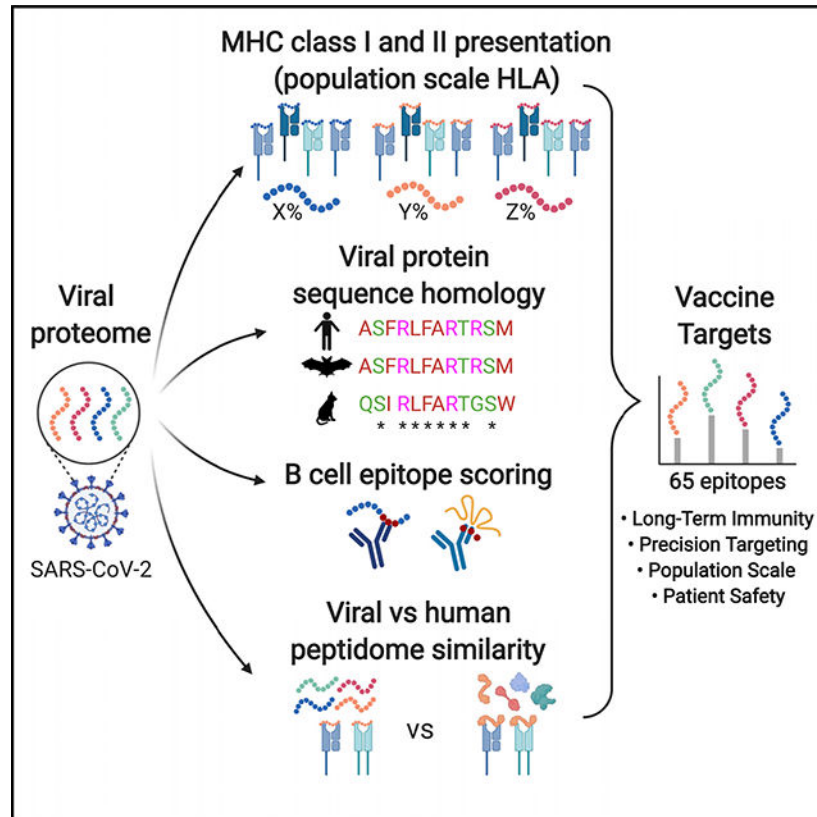 MHC class I and II presentation
(population scale HLA)
X%
Y%
Z%
Viral protein
sequence homology
ASFRLFARTRSM
ASFRLFARTRSM
QSI RLFARTGSW
* ****** *
Viral
proteome
SARS-CoV-2
B cell epitope scoring
Viral vs human
peptidome similarity
vs
Vaccine
Targets
65 epitopes
• Long-Term Immunity
• Precision Targeting
• Population Scale
• Patient Safety